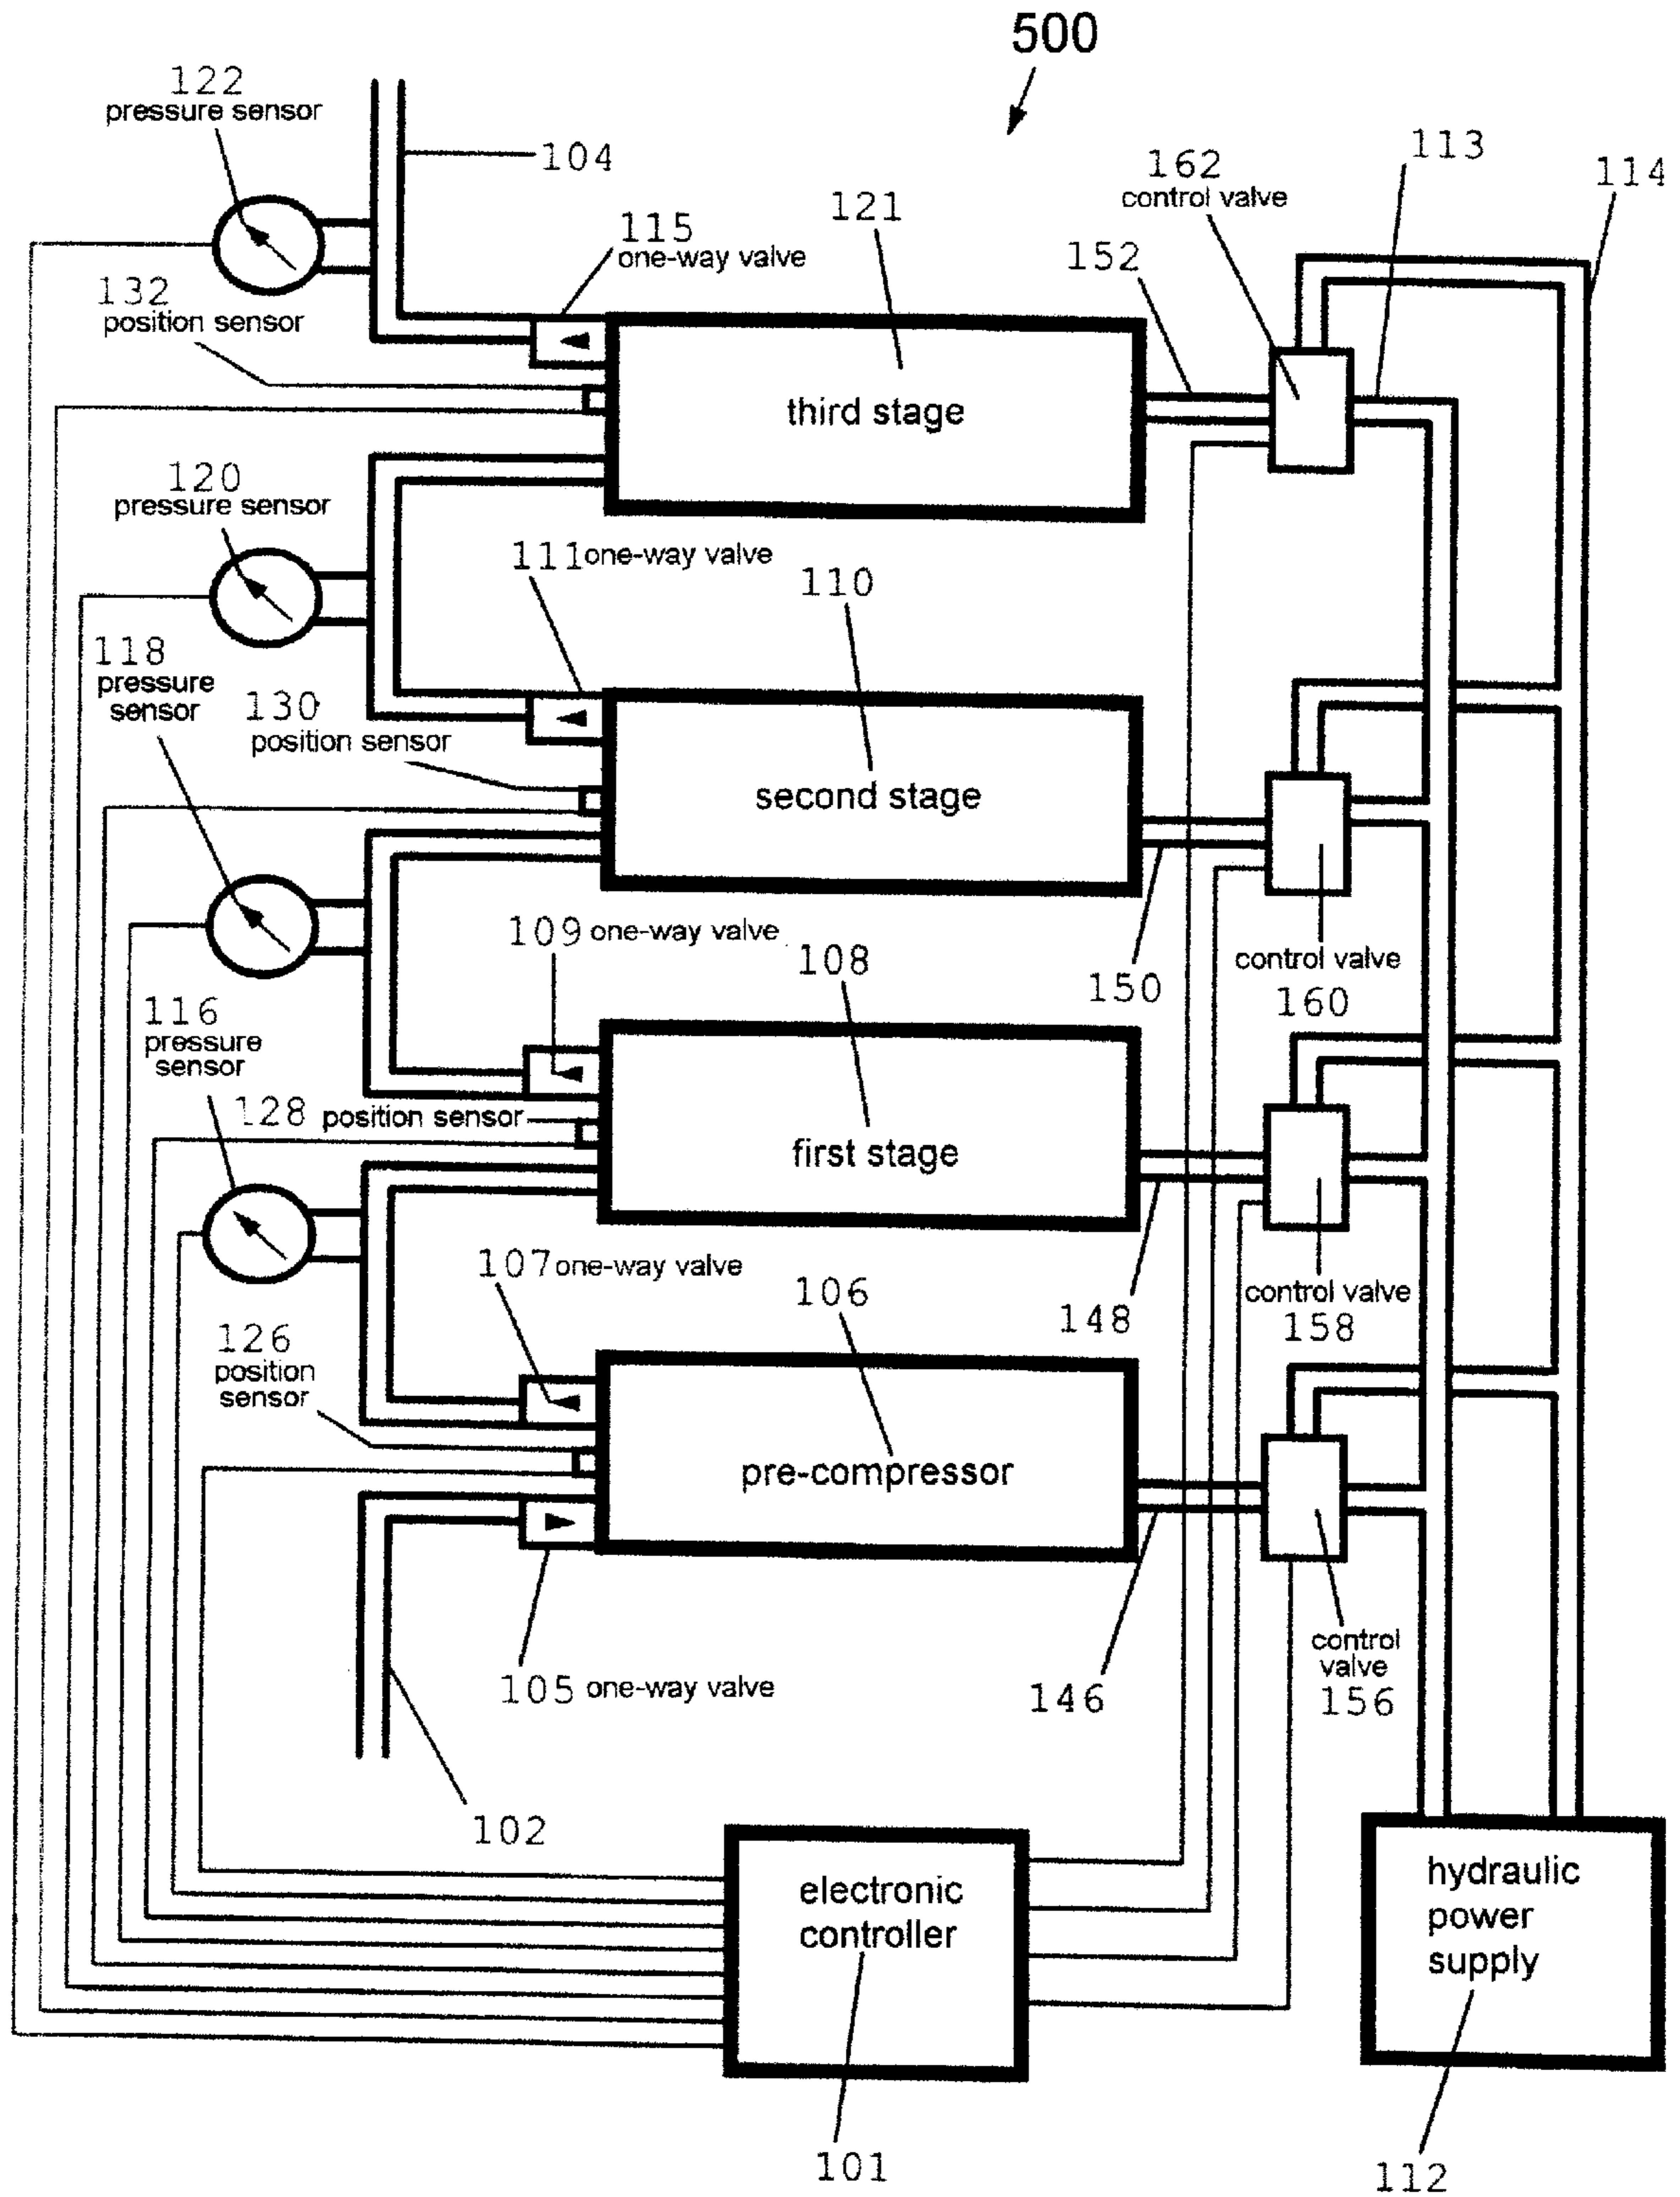 500
122
pressure sensor
104
113
114
162
control valve
121
115
one-way valve
152
132
position sensor
third stage
120
pressure sensor
111 one-way valve
110
118
pressure
sensor
130
position sensor
second stage
109 one-way valve
108
150
control valve
160
116
pressure
sensor
128 position sensor
first stage
107 one-way valve
106
148
control valve
158
126
position
sensor
pre-compressor
105 one-way valve
146
control
valve
156
102
electronic
controller
hydraulic
power
supply
101
112